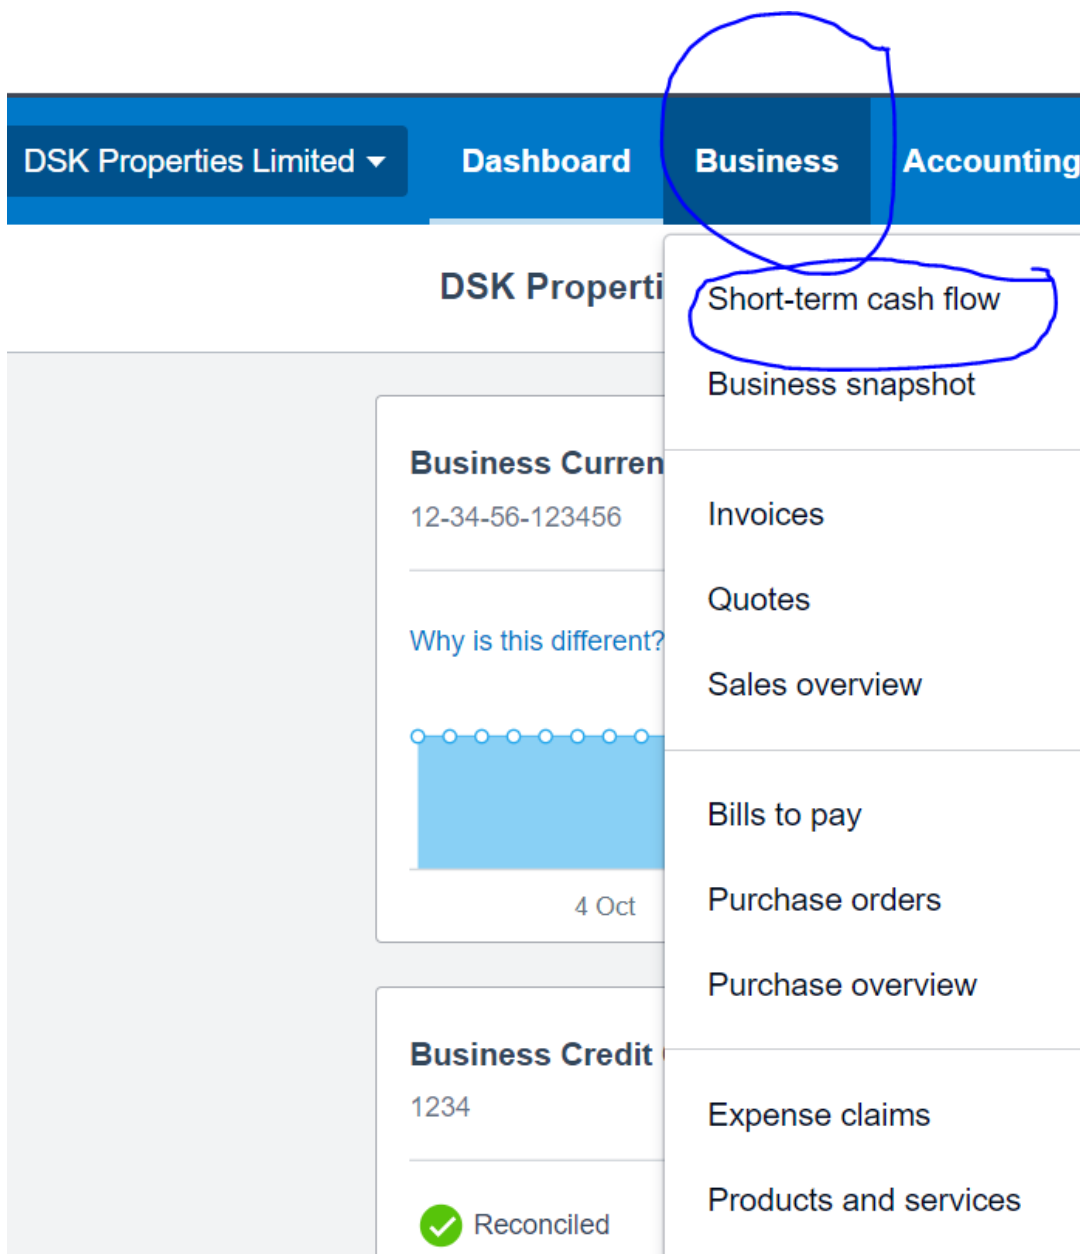 DSK Properties Limited
Dashboard
Business
Accounting
DSK Properti
Short-term cash flow
Business snapshot
Invoices
Quotes
Sales overview
Bills to pay
Purchase orders
Purchase overview
Expense claims
Products and services
Business Curren
12-34-56-123456
Why is this different?
4 Oct
Business Credit
1234
Reconciled